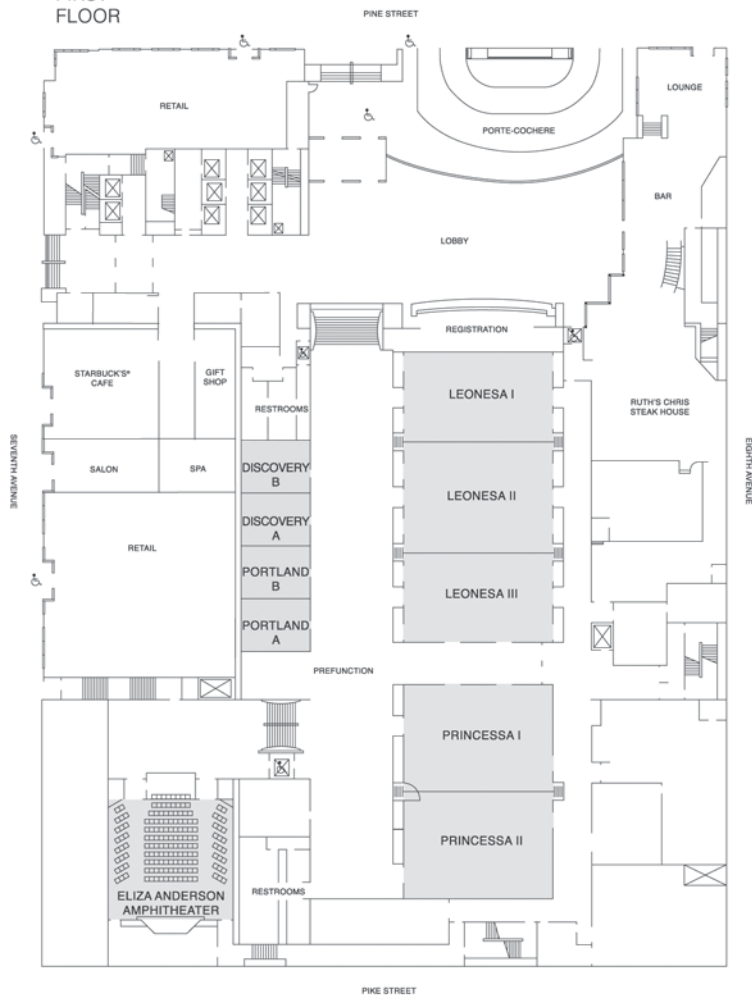 FLOOR
PINE STREET
RETAIL
LOUNGE
PORTE-COCHERE
BAR
LOBBY
REGISTRATION
STARBUCK'S®
CAFE
GIFT
SHOP
LEONESA I
RUTH'S CHRIS
STEAK HOUSE
RESTROOMS
SEVENTH AVENUE
EIGHTH AVENUE
SALON
SPA
DISCOVERY
B
LEONESA II
DISCOVERY
A
RETAIL
PORTLAND
B
LEONESA III
PORTLAND
A
PREFUNCTION
PRINCESSA I
PRINCESSA II
ELIZA ANDERSON
AMPHITHEATER
RESTROOMS
PIKE STREET